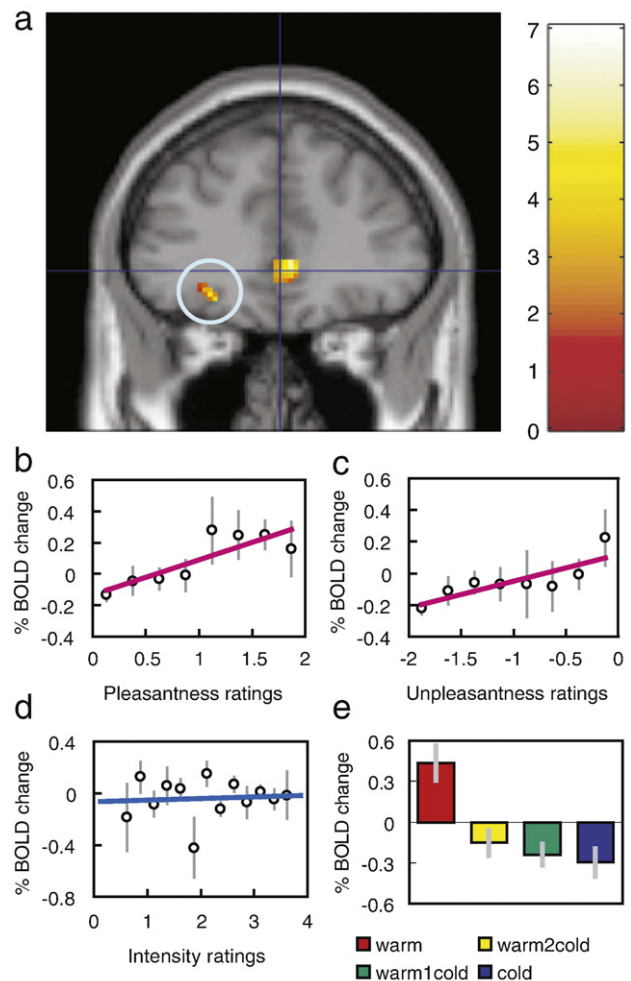 a
7
6
5
4
3
2
1
0
b
% BOLD change
0.6
0.4
0.2
0
-0.2
-0.4
0 0.5 1 1.5 2
Pleasantness ratings
c
% BOLD change
0.6
0.4
0.2
0
-0.2
-0.4
-2 -1.5 -1 -0.5 0
Unpleasantness ratings
d
% BOLD change
0.4
0
-0.4
-0.8
0 1 2 3 4
Intensity ratings
e
% BOLD change
0.6
0.3
0
-0.3
-0.6
warm warm2cold
warm1cold cold